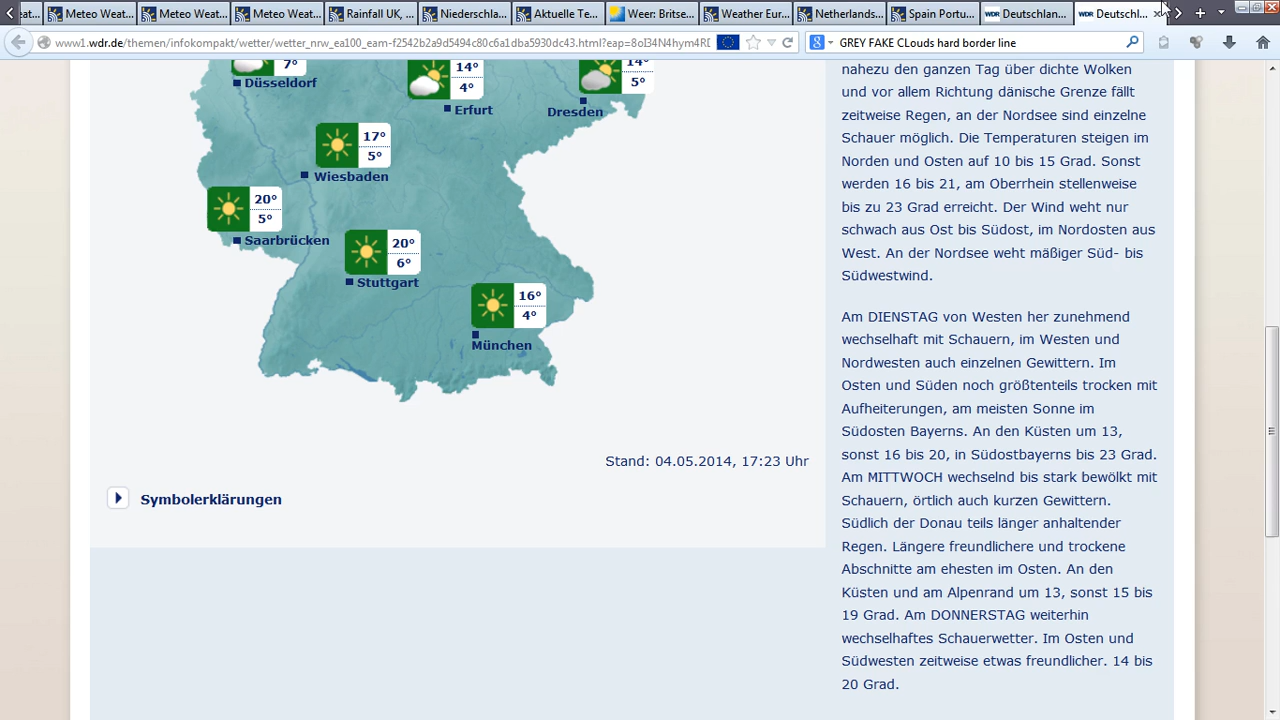 eat...
Meteo Weat...
Meteo Weat...
Meteo Weat...
Rainfall UK, ...
Niederschla...
Aktuelle Te...
Weer: Britse...
Weather Eur...
Netherlands...
Spain Portu...
WDR Deutschlan...
WDR Deutschl...
www1.wdr.de/themen/infokompakt/wetter/wetter_nrw_ea100_eam-f2542b2a9d5494c80c6a1dba5930dc43.html?eap=8oI34N4hym4RD
8 GREY FAKE CLouds hard border line
7°
Düsseldorf
14°
4°
Erfurt
14°
5°
Dresden
17°
5°
Wiesbaden
20°
5°
Saarbrücken
20°
6°
Stuttgart
16°
4°
München
Stand: 04.05.2014, 17:23 Uhr
Symbolerklärungen
nahezu den ganzen Tag über dichte Wolken
und vor allem Richtung dänische Grenze fällt
zeitweise Regen, an der Nordsee sind einzelne
Schauer möglich. Die Temperaturen steigen im
Norden und Osten auf 10 bis 15 Grad. Sonst
werden 16 bis 21, am Oberrhein stellenweise
bis zu 23 Grad erreicht. Der Wind weht nur
schwach aus Ost bis Südost, im Nordosten aus
West. An der Nordsee weht mäßiger Süd- bis
Südwestwind.
Am DIENSTAG von Westen her zunehmend
wechselhaft mit Schauern, im Westen und
Nordwesten auch einzelnen Gewittern. Im
Osten und Süden noch größtenteils trocken mit
Aufheiterungen, am meisten Sonne im
Südosten Bayerns. An den Küsten um 13,
sonst 16 bis 20, in Südostbayerns bis 23 Grad.
Am MITTWOCH wechselnd bis stark bewölkt mit
Schauern, örtlich auch kurzen Gewittern.
Südlich der Donau teils länger anhaltender
Regen. Längere freundlichere und trockene
Abschnitte am ehesten im Osten. An den
Küsten und am Alpenrand um 13, sonst 15 bis
19 Grad. Am DONNERSTAG weiterhin
wechselhaftes Schauerwetter. Im Osten und
Südwesten zeitweise etwas freundlicher. 14 bis
20 Grad.